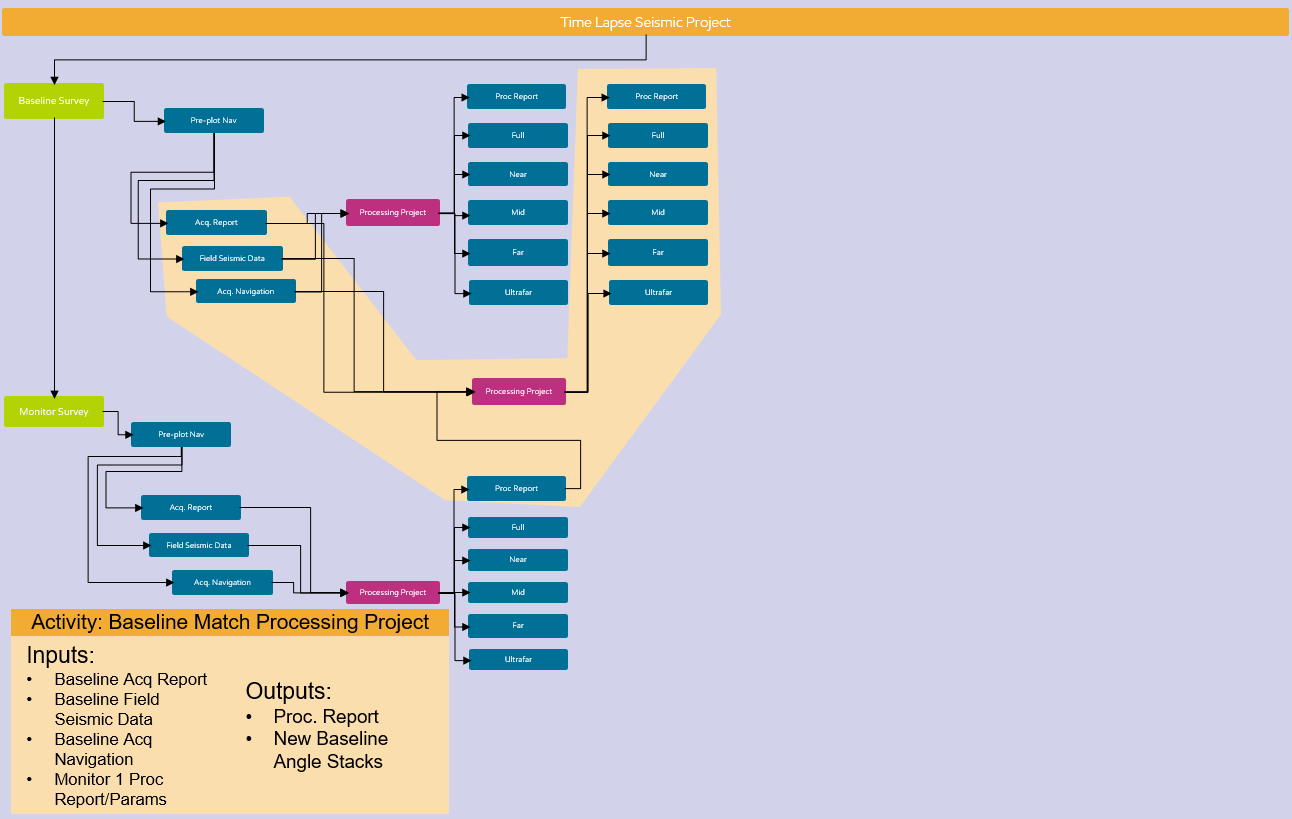 Time Lapse Seismic Project
Baseline Survey
Pre-plot Nav
Acq. Report
Field Seismic Data
Acq. Navigation
Processing Project
Proc Report
Full
Near
Mid
Far
Ultrafar
Proc Report
Full
Near
Mid
Far
Ultrafar
Processing Project
Monitor Survey
Pre-plot Nav
Acq. Report
Field Seismic Data
Acq. Navigation
Processing Project
Proc Report
Full
Near
Mid
Far
Ultrafar
Activity: Baseline Match Processing Project
Inputs:
• Baseline Acq Report
• Baseline Field
Seismic Data
• Baseline Acq
Navigation
• Monitor 1 Proc
Report/Params
Outputs:
• Proc. Report
• New Baseline
Angle Stacks